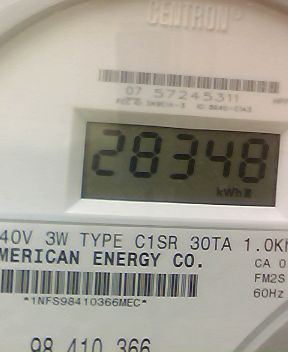 CENTRON®
07 57245311
28348
kWh
40V 3W TYPE C1SR 30TA 1.0Kh
MERICAN ENERGY CO.
CA 0
FM2S
60Hz
*1NFS98410366MEC*
98 410 366